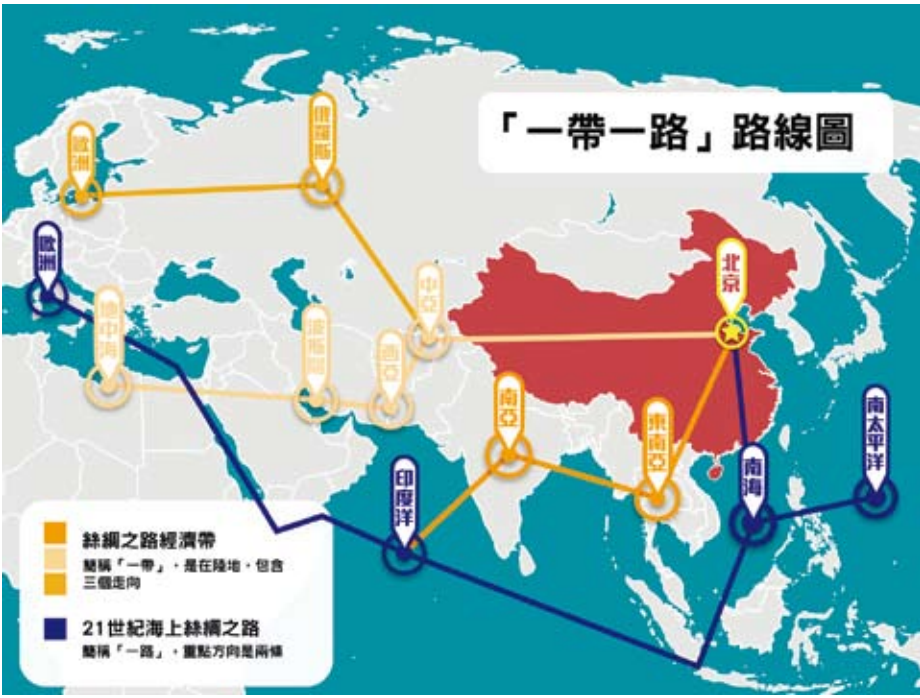 「一帶一路」路線圖
歐洲
俄羅斯
歐洲
地中海
波斯灣
西亞
中亞
北京
南亞
東南亞
南海
南太平洋
印度洋
絲綢之路經濟帶
簡稱「一帶」，是在陸地，包含
三個走向
21世紀海上絲綢之路
簡稱「一路」，重點方向是兩條